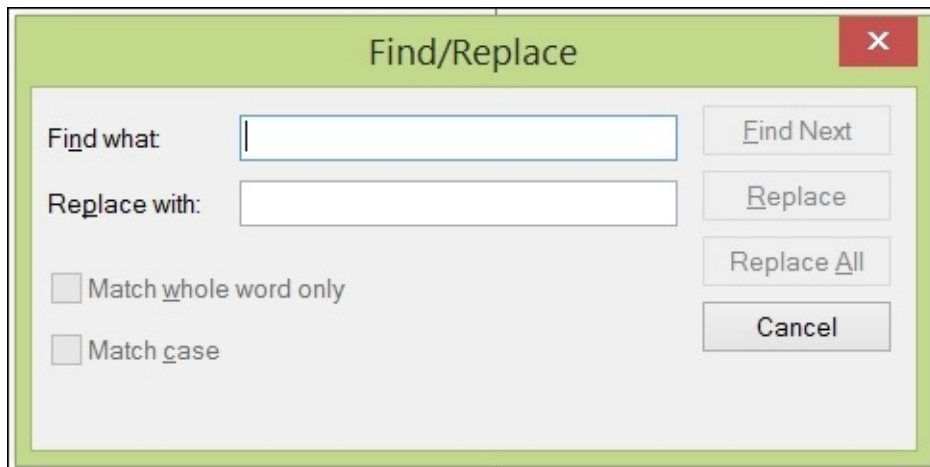 Find/Replace
Find what:
Find Next
Replace with:
Replace
Replace All
Match whole word only
Cancel
Match case